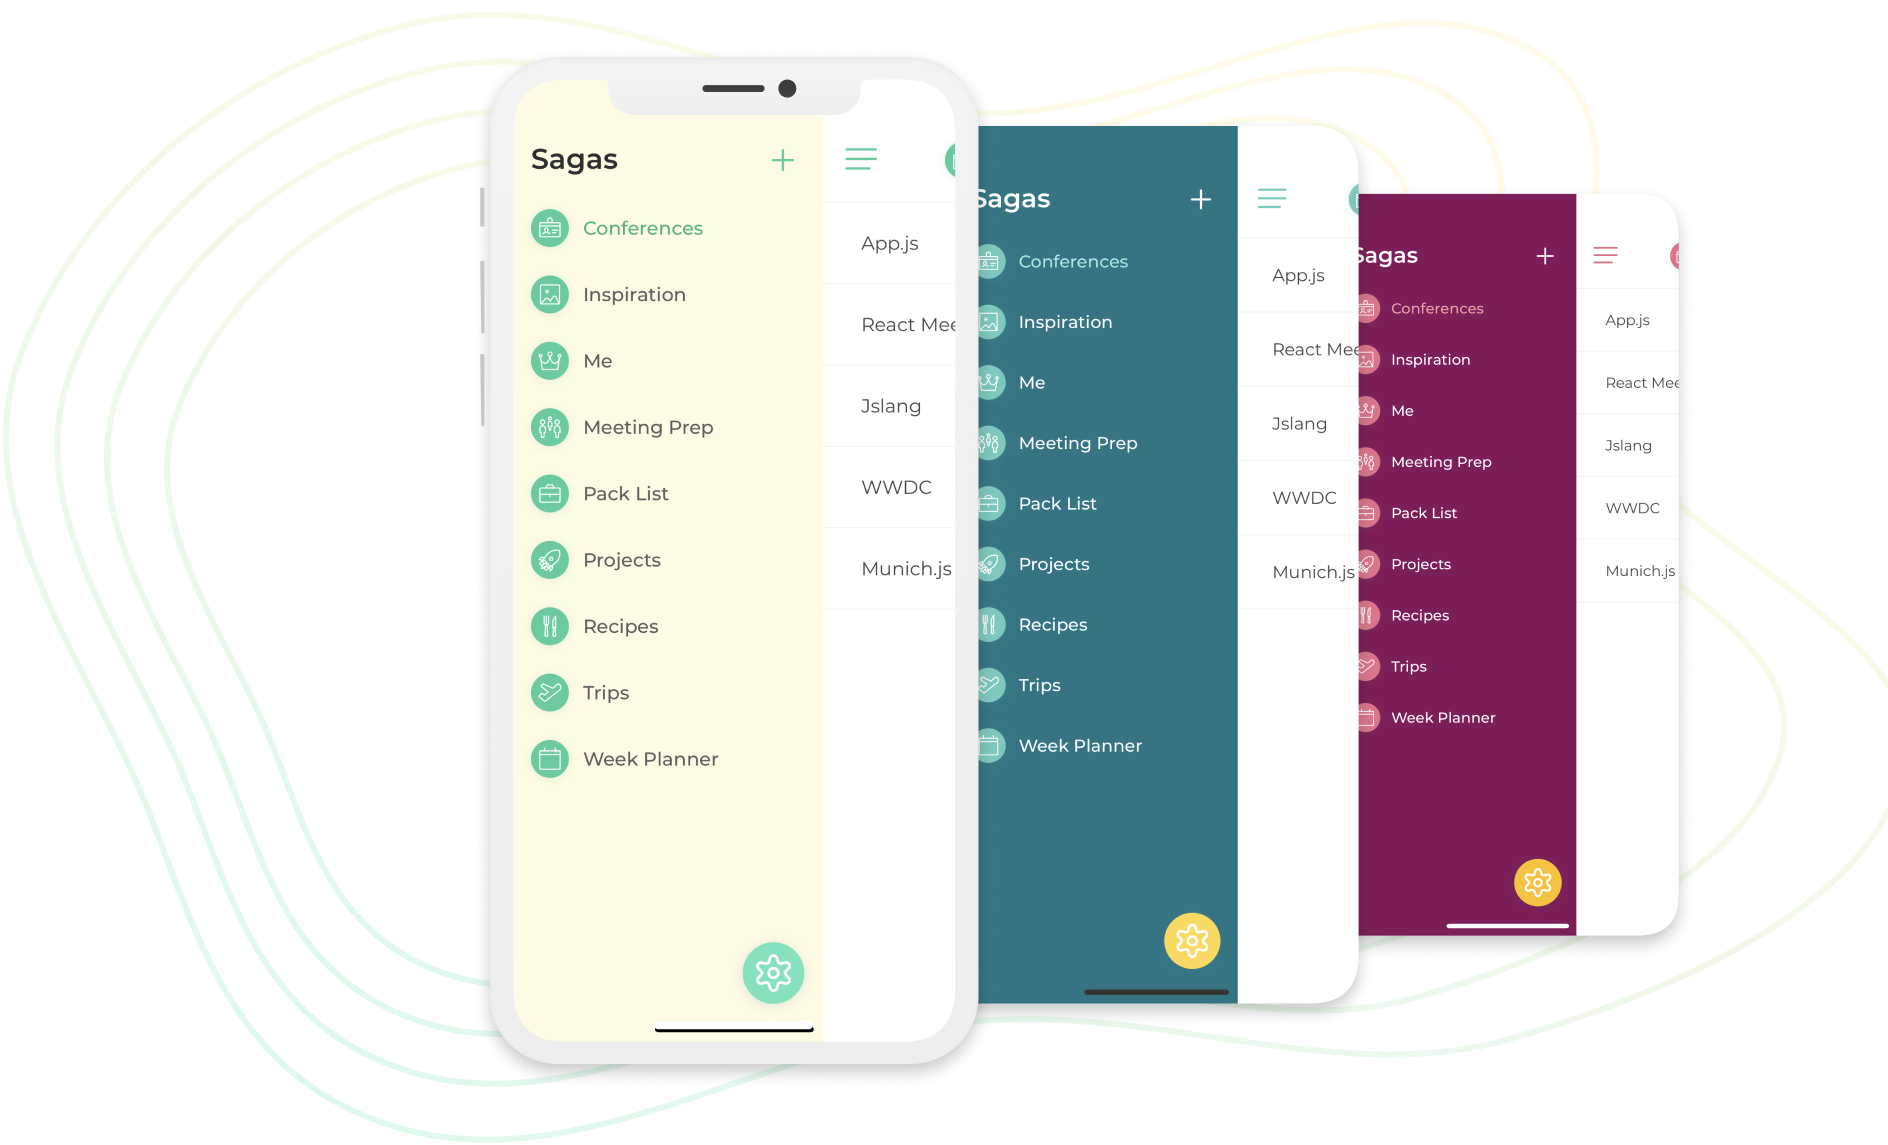 Sagas
Conferences
Inspiration
Me
Meeting Prep
Pack List
Projects
Recipes
Trips
Week Planner
App.js
React Mee
Jslang
WWDC
Munich.js
Sagas
Conferences
Inspiration
Me
Meeting Prep
Pack List
Projects
Recipes
Trips
Week Planner
App.js
React Mee
Jslang
WWDC
Munich.js
Sagas
Conferences
Inspiration
Me
Meeting Prep
Pack List
Projects
Recipes
Trips
Week Planner
App.js
React Mee
Jslang
WWDC
Munich.js